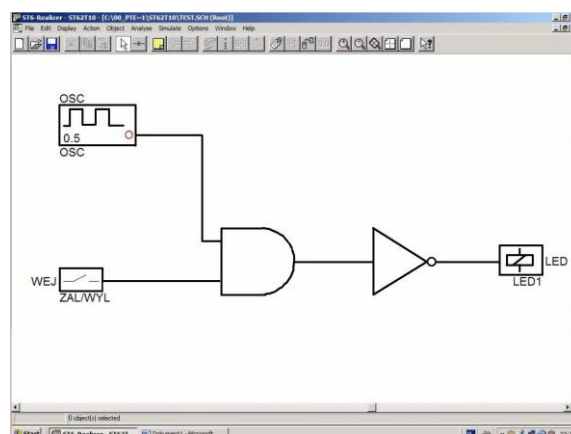 ST6-Realizer - ST62T10 - [C:\00_PTE~1\ST62T10\TEST.SCH (Root)]
File Edit Display Action Object Analyse Simulate Options Window Help
OSC
0.5
OSC
WEJ
ZAL/WYL
LED
LED1
0 object(s) selected
Start